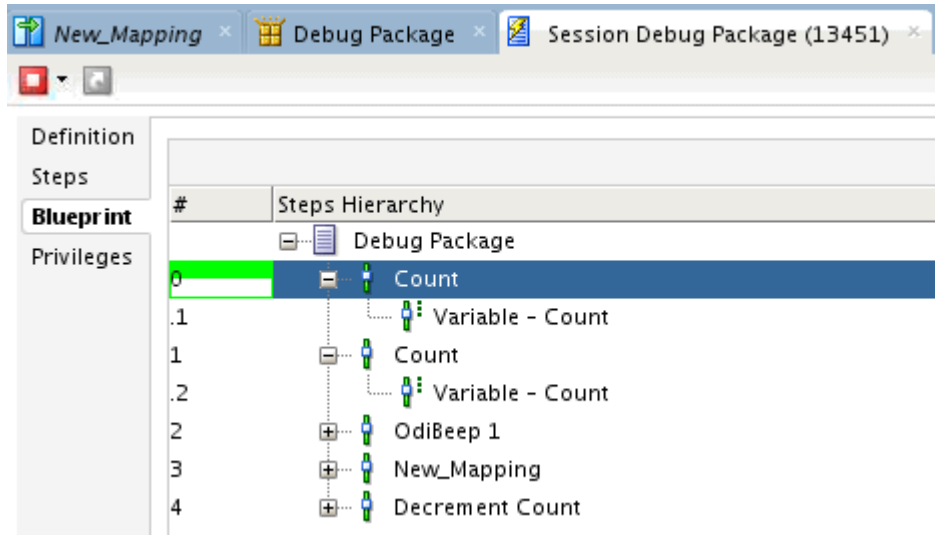 New_Mapping Debug Package Session Debug Package (13451)
Definition
Steps
Blueprint
Privileges
# Steps Hierarchy
Debug Package
0 Count
.1 Variable - Count
1 Count
.2 Variable - Count
2 OdiBeep 1
3 New_Mapping
4 Decrement Count